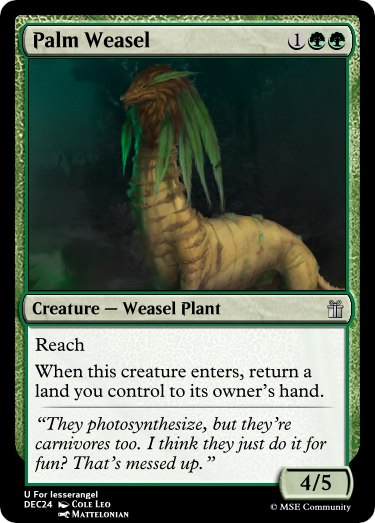 Palm Weasel 1
Creature — Weasel Plant
Reach
When this creature enters, return a
land you control to its owner's hand.
"They photosynthesize, but they're
carnivores too. I think they just do it for
fun? That's messed up."
4/5
U For lesserangel
DEC24 Cole Leo
Mattelonian
© MSE Community